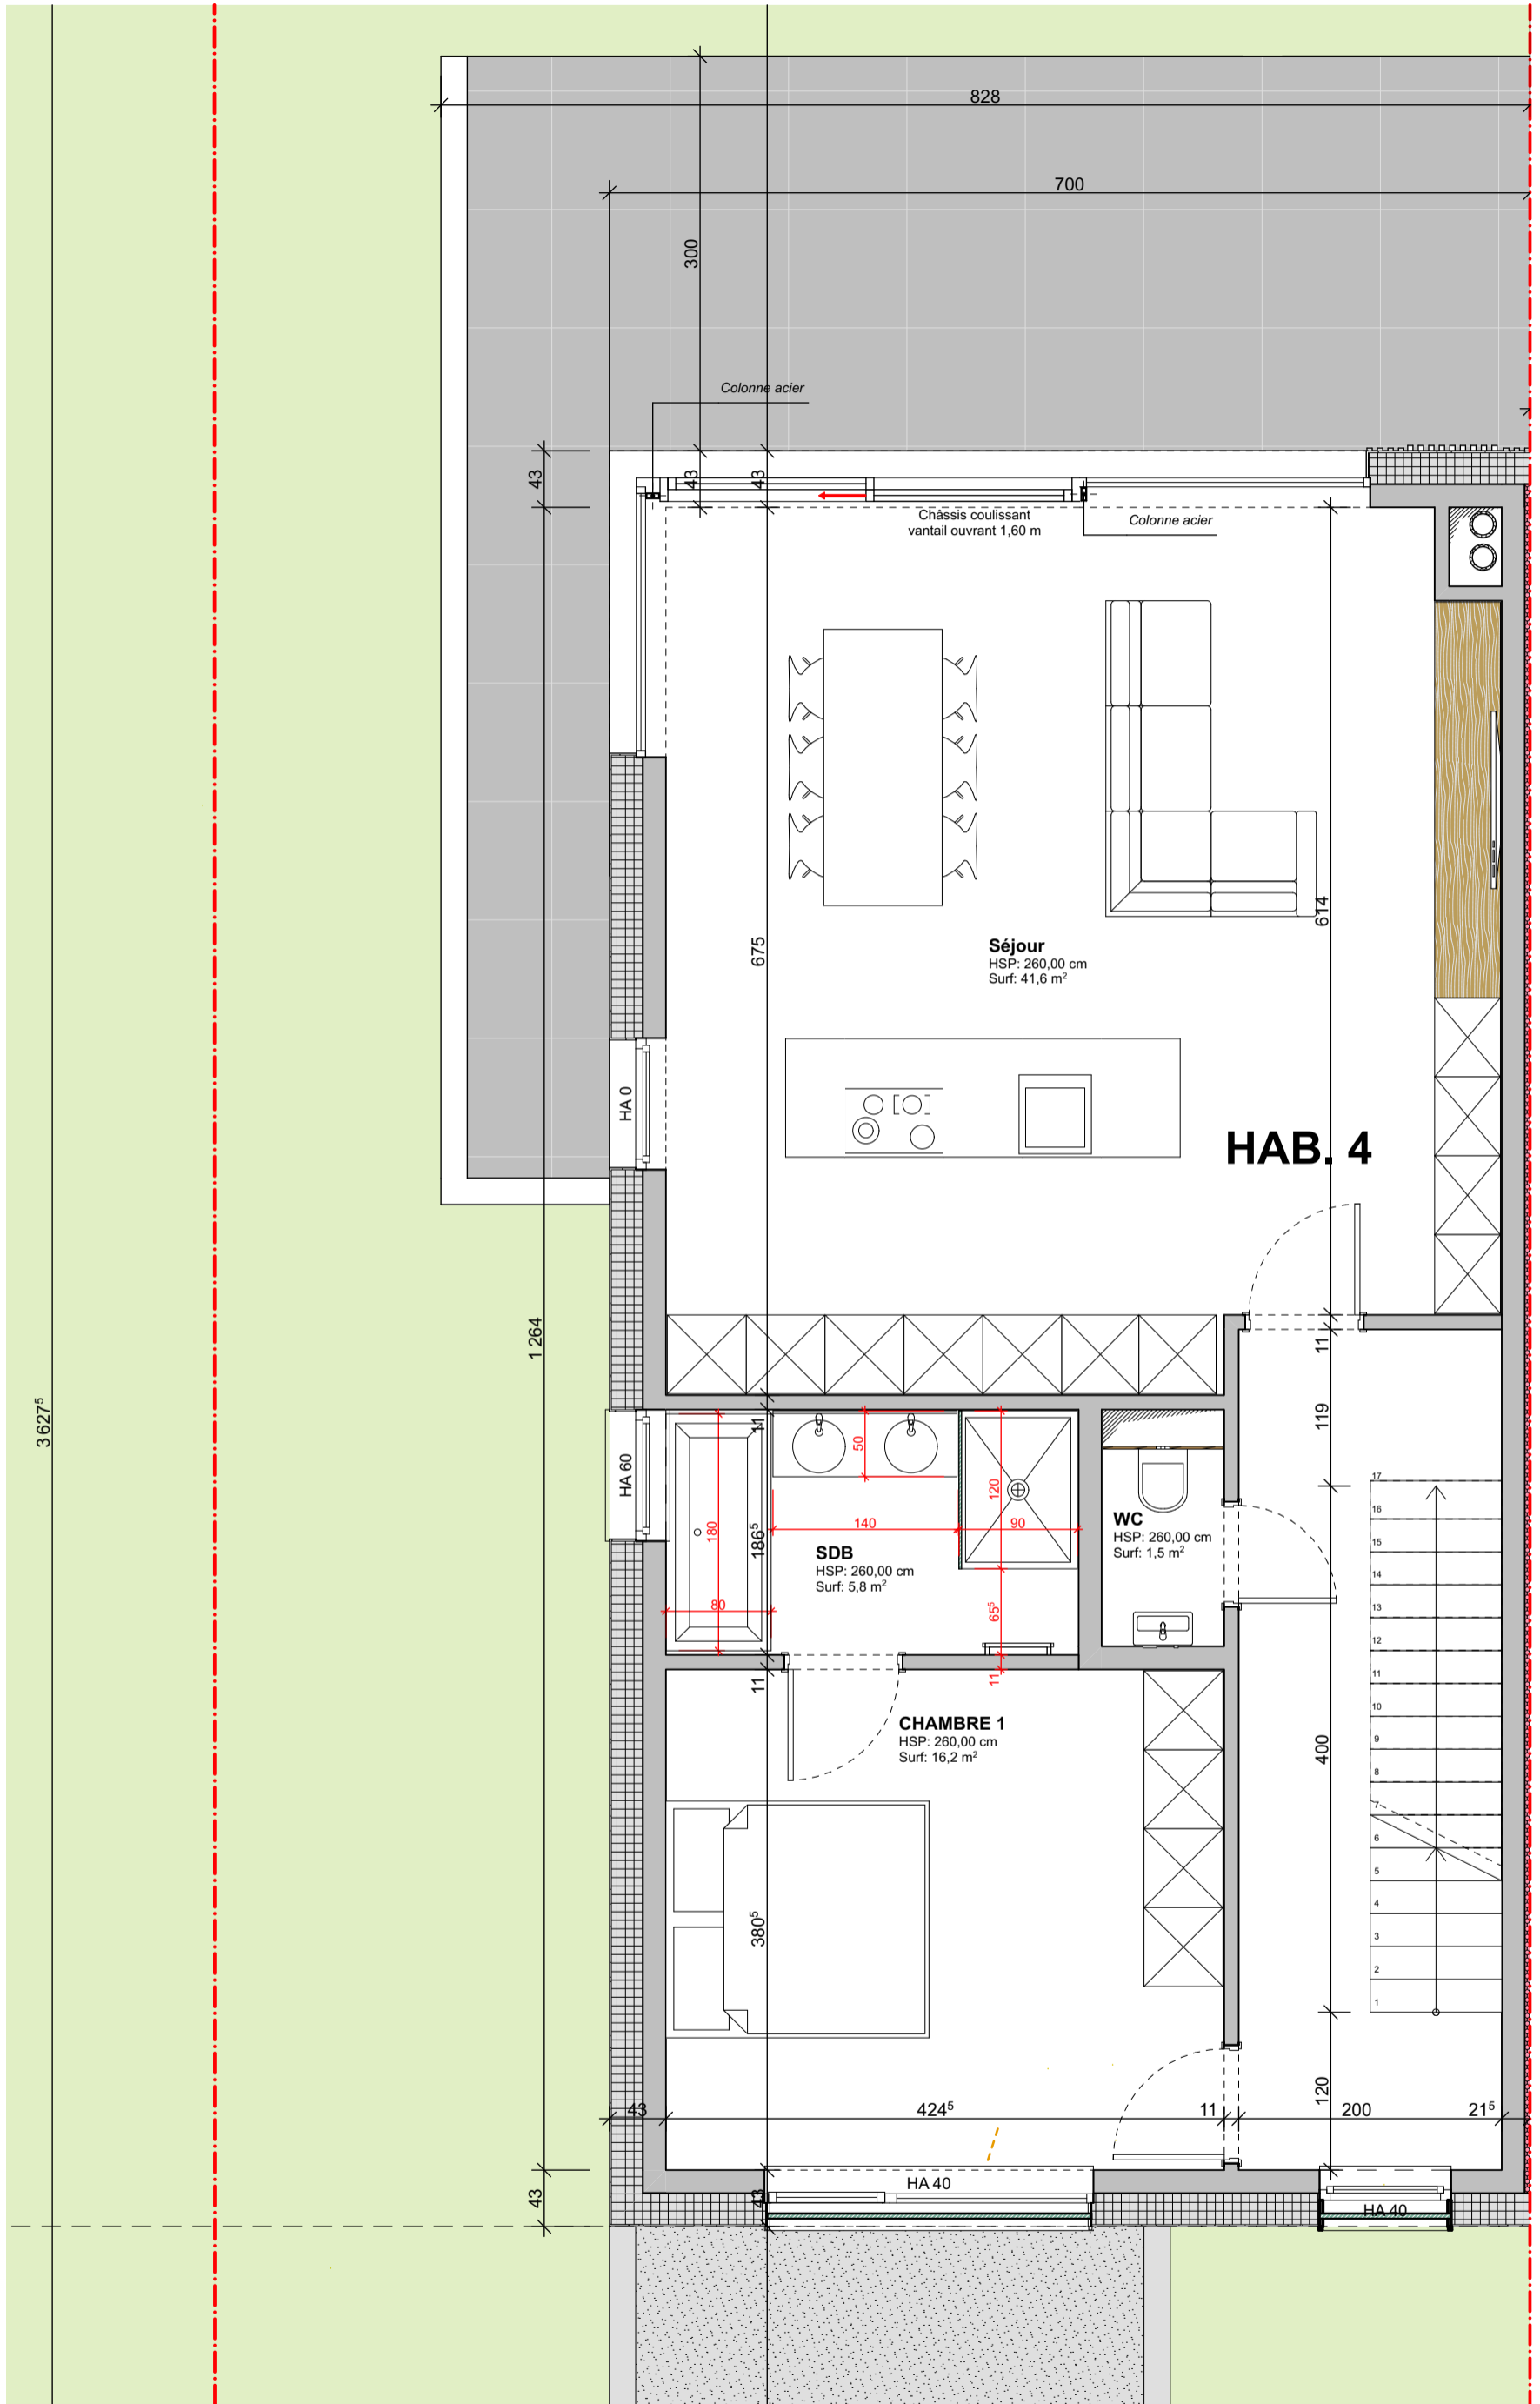 828
700
300
Colonne acier
43
43
43
Châssis coulissant
vantail ouvrant 1,60 m
Colonne acier
614
675
Séjour
HSP: 260,00 cm
Surf: 41,6 m²
HA 0
HAB. 4
1 264
3 627⁵
11
119
11
50
120
HA 60
180
186⁵
140
90
SDB
HSP: 260,00 cm
Surf: 5,8 m²
WC
HSP: 260,00 cm
Surf: 1,5 m²
80
65⁵
11
11
17
16
15
14
13
12
11
10
9
8
7
6
5
4
3
2
1
CHAMBRE 1
HSP: 260,00 cm
Surf: 16,2 m²
400
380⁵
120
43
424⁵
11
200
21⁵
HA 40
43
43
HA 40